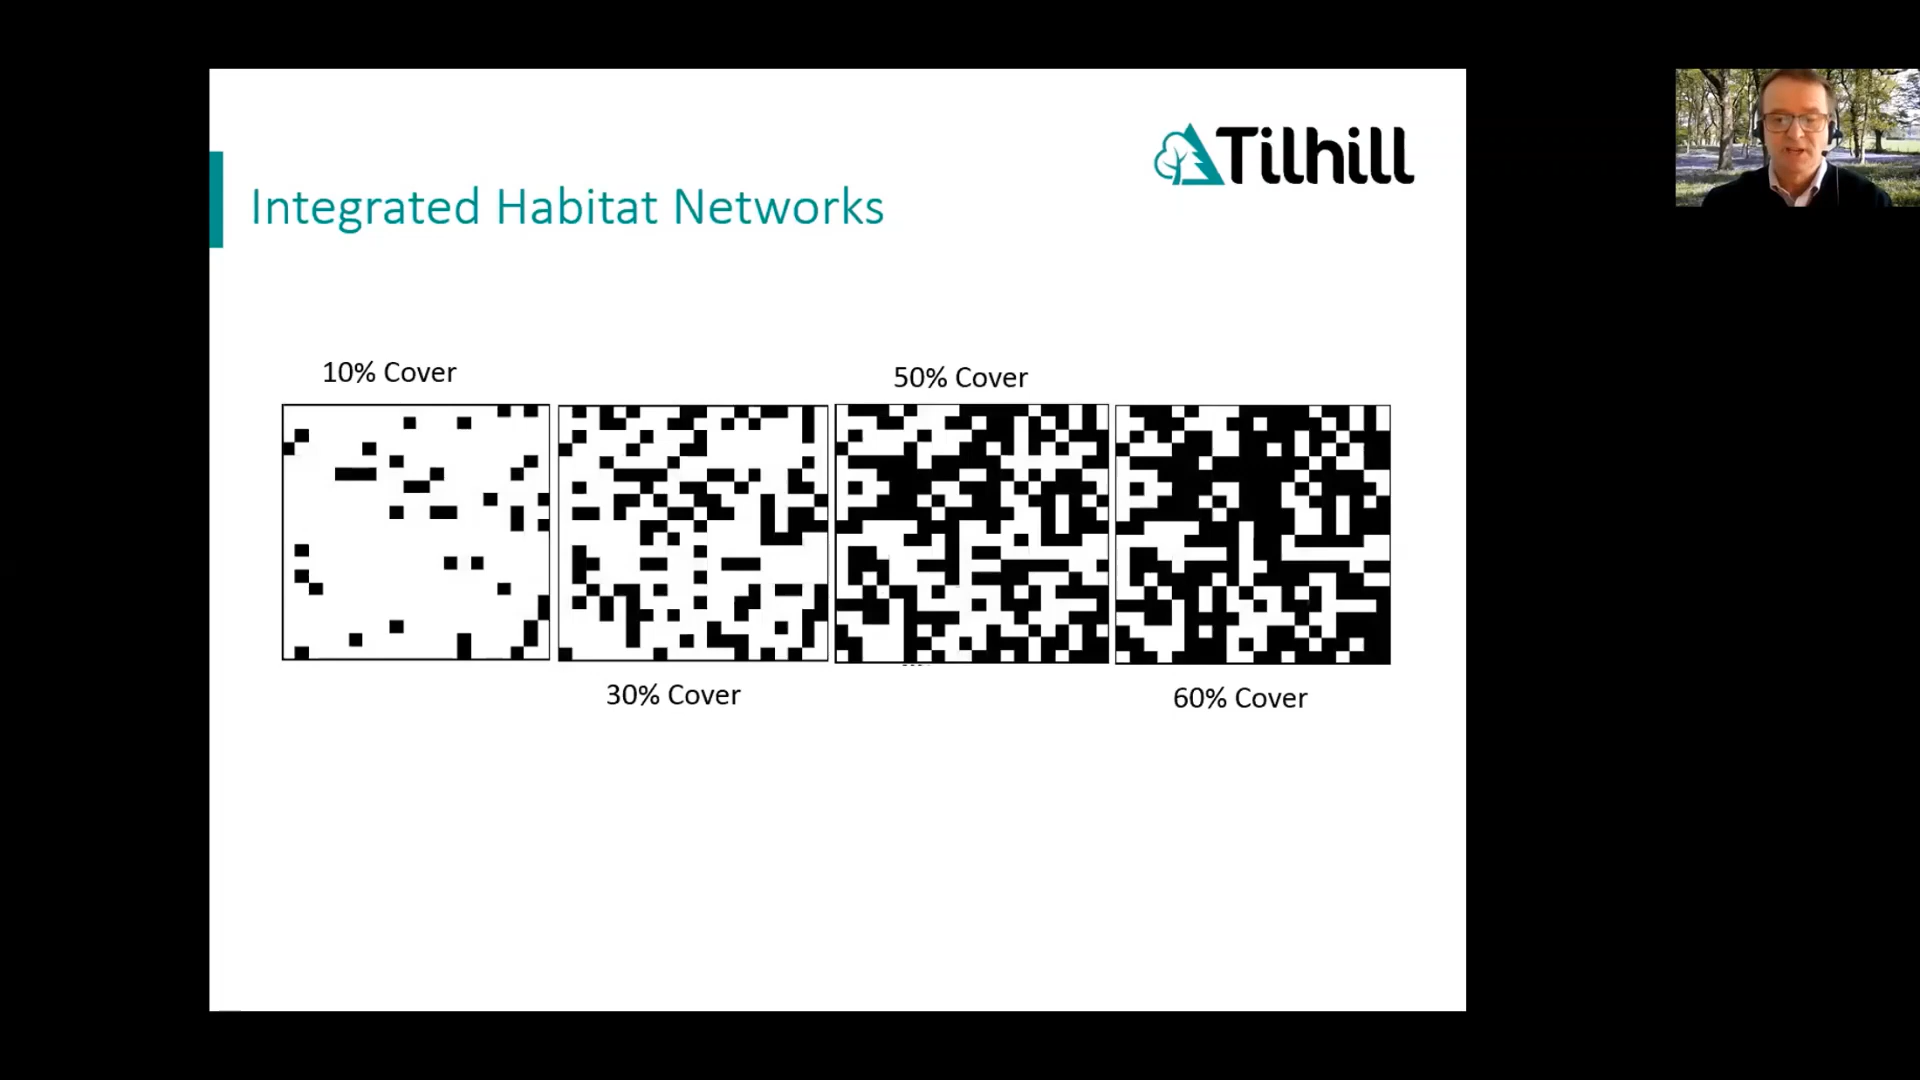 Tilhill
Integrated Habitat Networks
10% Cover
50% Cover
30% Cover
60% Cover